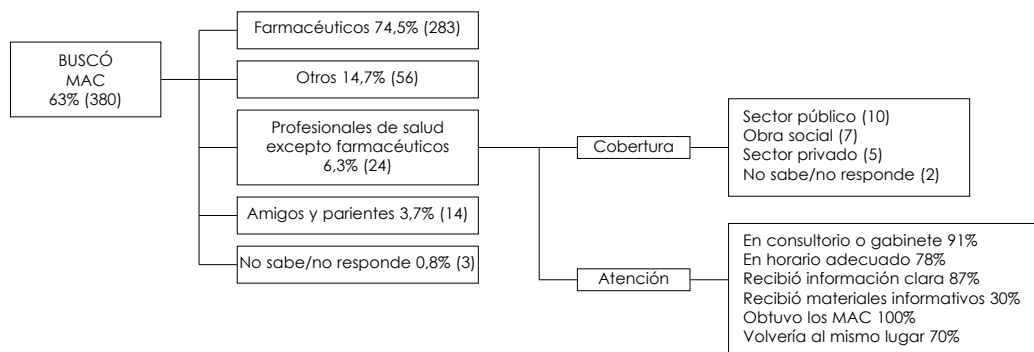 BUSCÓ
MAC
63% (380)
Farmacéuticos 74,5% (283)
Otros 14,7% (56)
Profesionales de salud
excepto farmacéuticos
6,3% (24)
Amigos y parientes 3,7% (14)
No sabe/no responde 0,8% (3)
Cobertura
Sector público (10)
Obra social (7)
Sector privado (5)
No sabe/no responde (2)
Atención
En consultorio o gabinete 91%
En horario adecuado 78%
Recibió información clara 87%
Recibió materiales informativos 30%
Obtuvo los MAC 100%
Volvería al mismo lugar 70%